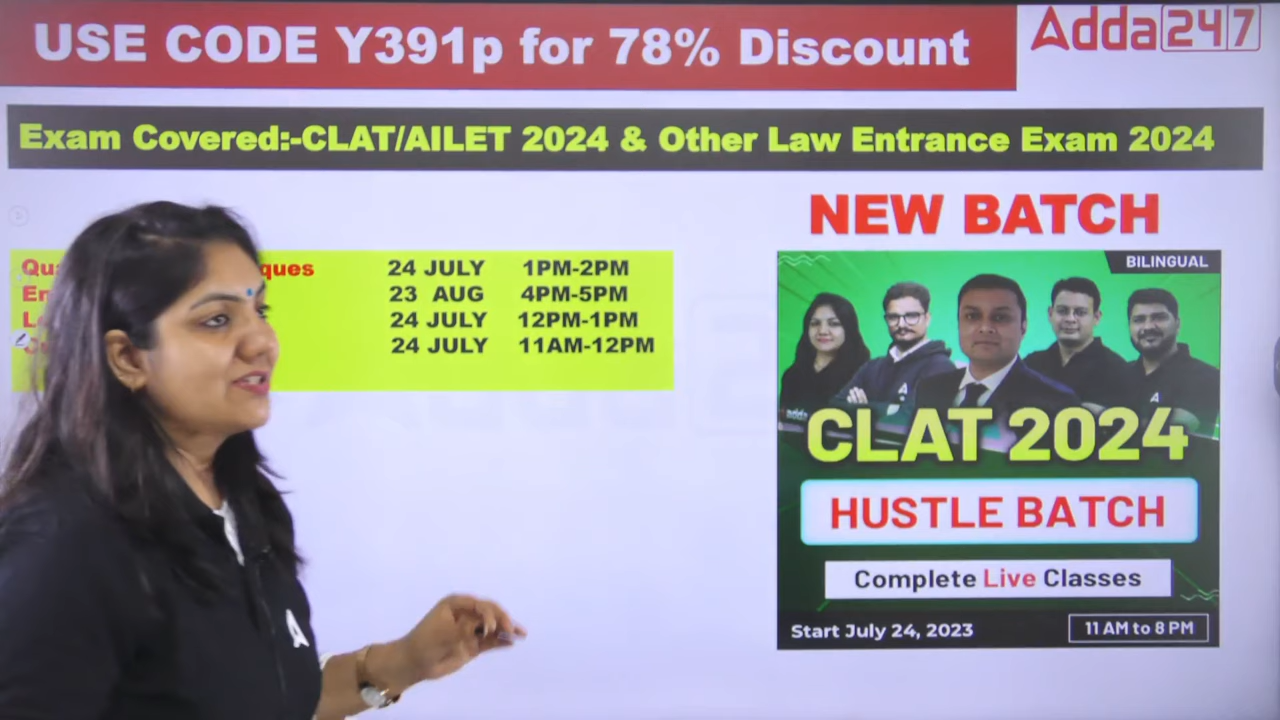 USE CODE Y391p for 78% Discount
Adda247
Exam Covered:-CLAT/AILET 2024 & Other Law Entrance Exam 2024
NEW BATCH
24 JULY 1PM-2PM
23 AUG 4PM-5PM
24 JULY 12PM-1PM
24 JULY 11AM-12PM
BILINGUAL
CLAT 2024
HUSTLE BATCH
Complete Live Classes
Start July 24, 2023
11 AM to 8 PM